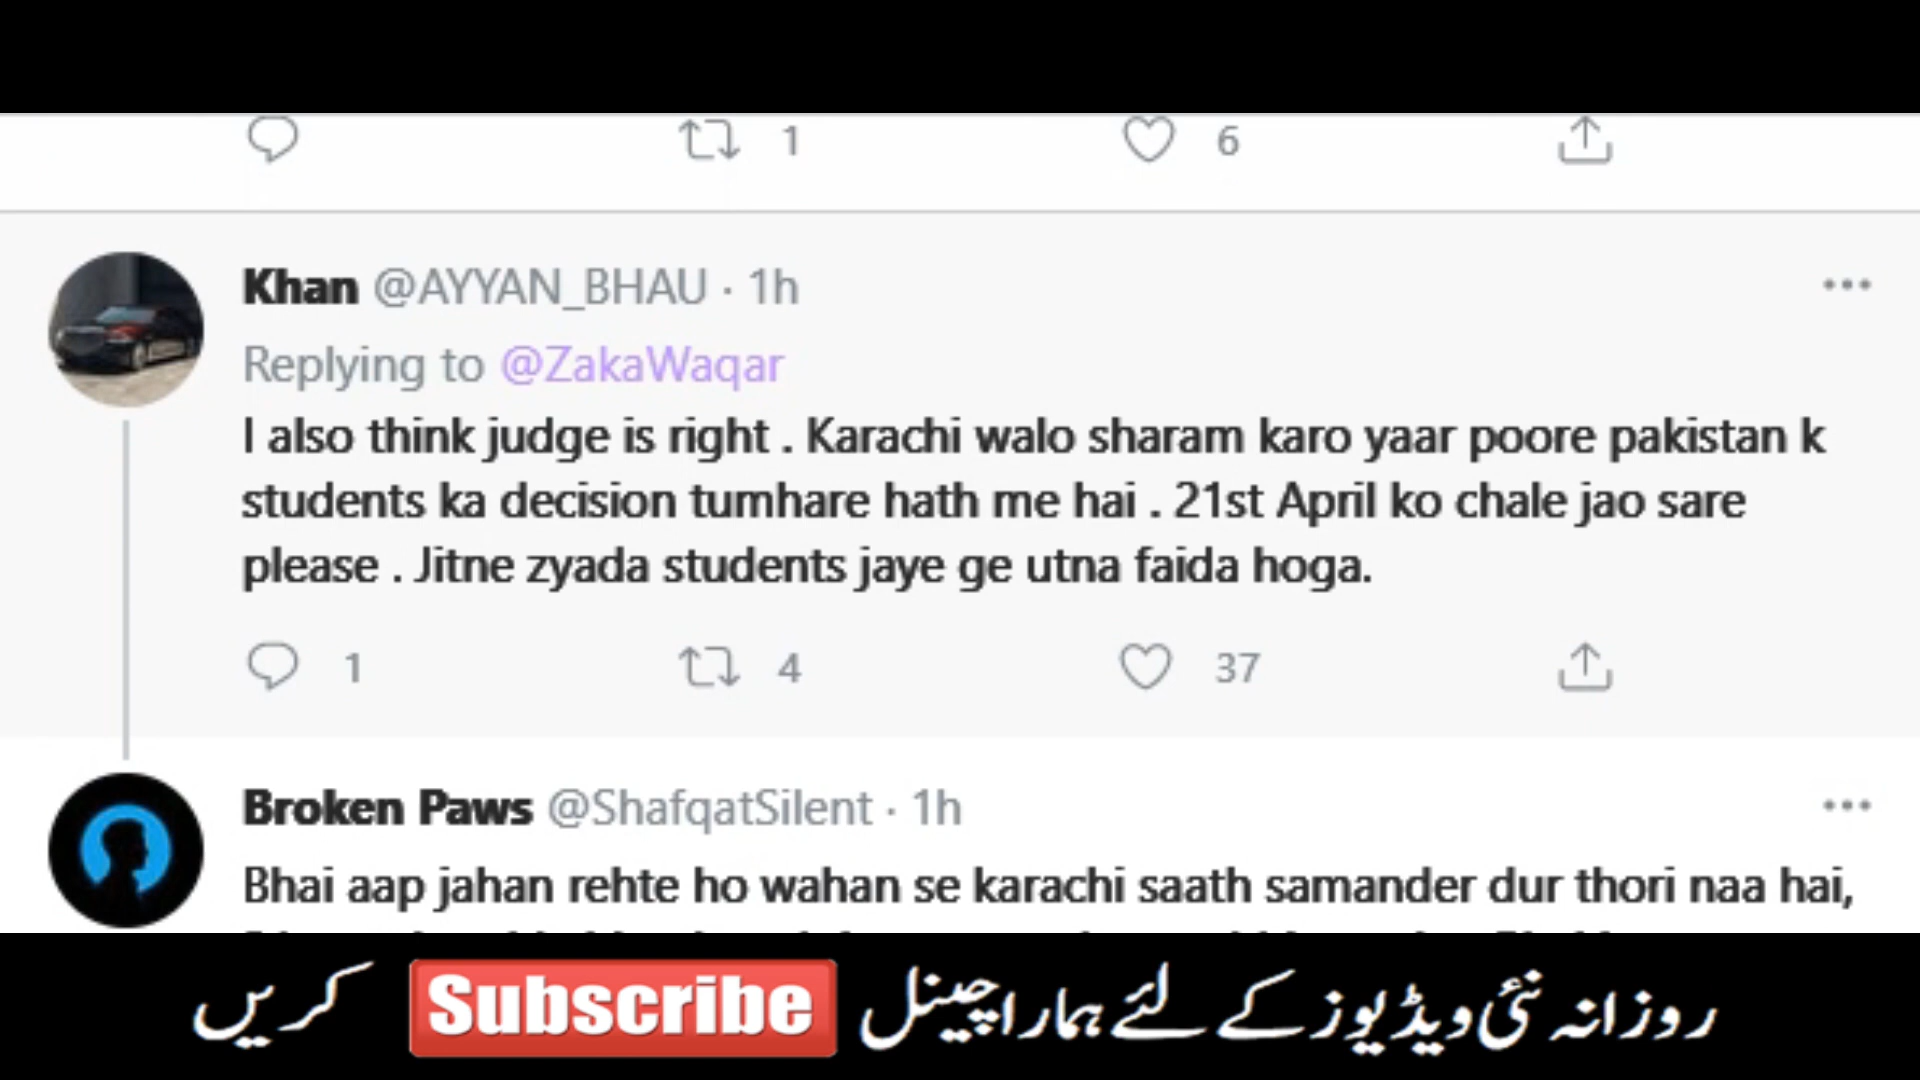 1 6
Khan @AYYAN_BHAU · 1h
Replying to @ZakaWaqar
I also think judge is right . Karachi walo sharam karo yaar poore pakistan k
students ka decision tumhare hath me hai . 21st April ko chale jao sare
please . Jitne zyada students jaye ge utna faida hoga.
1 4 37
Broken Paws @ShafqatSilent · 1h
Bhai aap jahan rehte ho wahan se karachi saath samander dur thori naa hai,
روزانہ نئی ویڈیوز کے لئے ہمارا چینل Subscribe کریں